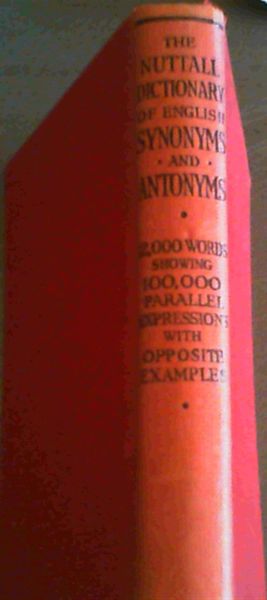 THE
NUTTALL
DICTIONARY
OF ENGLISH
SYNONYMS
· AND ·
ANTONYMS
WORDS
SHOWING
100,000
PARALLEL
EXPRESSIONS
WITH
OPPOSITE
EXAMPLES